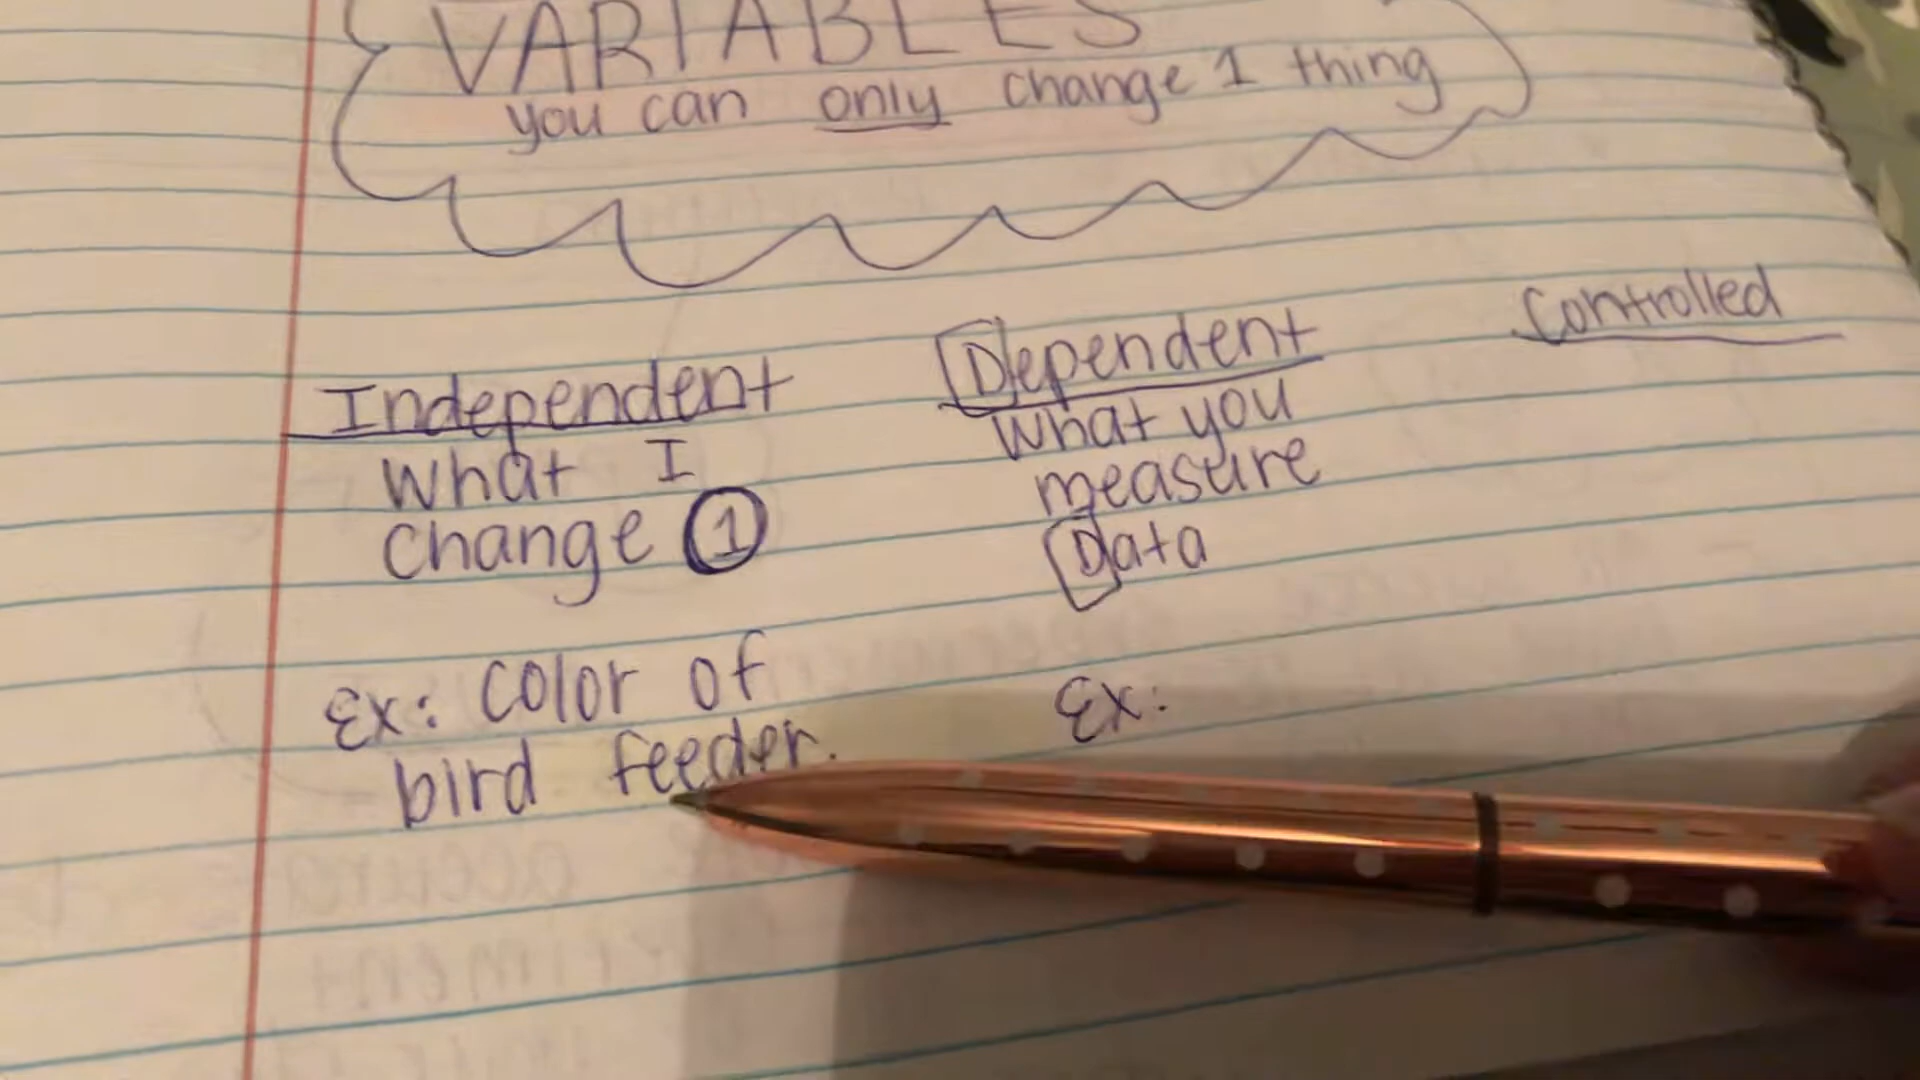 VARIABLES
you can only change 1 thing
Independent
what I
change 1
Ex: color of
bird feeder.
Dependent
what you
measure
Data
Ex:
Controlled